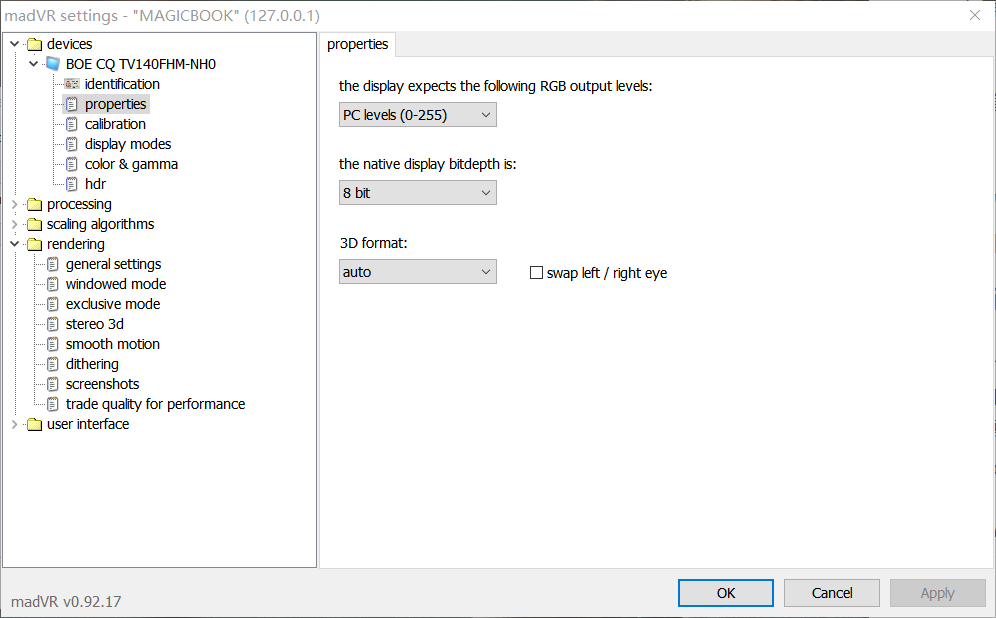 madVR settings - "MAGICBOOK" (127.0.0.1)
devices
BOE CQ TV140FHM-NH0
identification
properties
calibration
display modes
color & gamma
hdr
processing
scaling algorithms
rendering
general settings
windowed mode
exclusive mode
stereo 3d
smooth motion
dithering
screenshots
trade quality for performance
user interface
properties
the display expects the following RGB output levels:
PC levels (0-255)
the native display bitdepth is:
8 bit
3D format:
auto
swap left / right eye
madVR v0.92.17
OK
Cancel
Apply